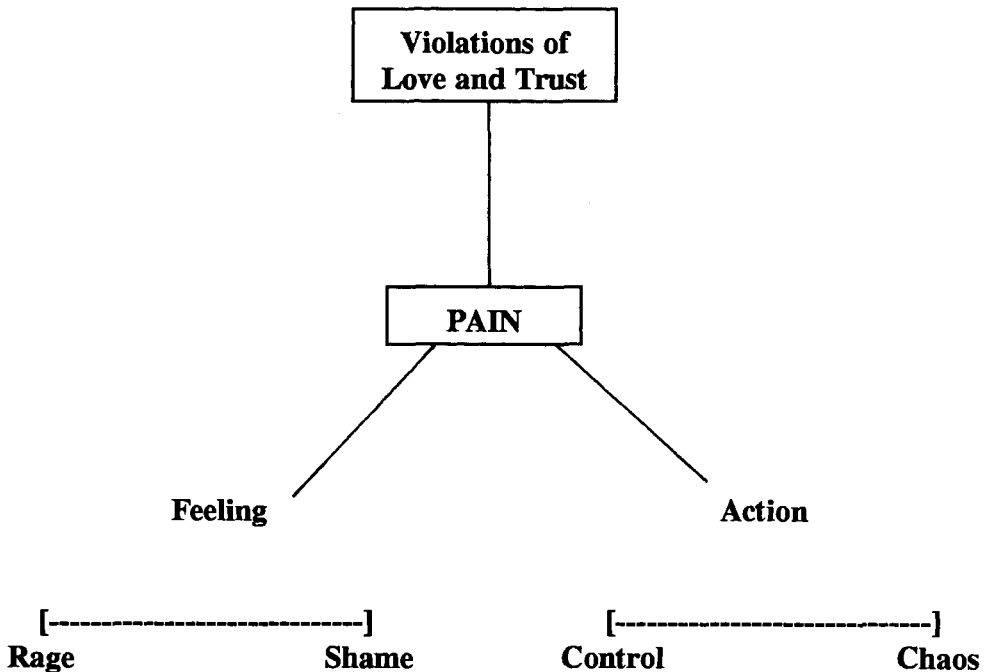 Violations of
Love and Trust
PAIN
Feeling Action
[------------------------------] [------------------------------]
Rage Shame Control Chaos